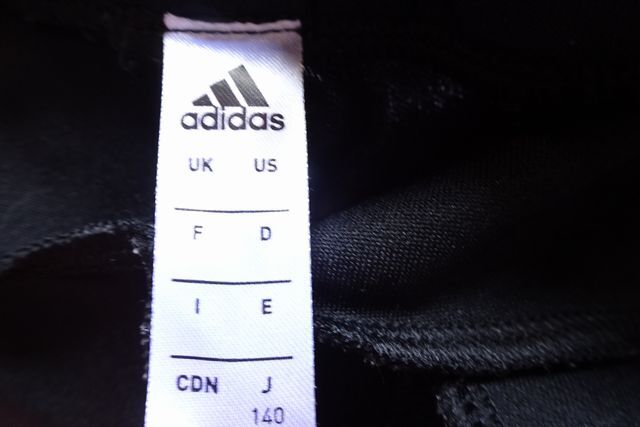 adidas
UK US
F D
I E
CDN J
140